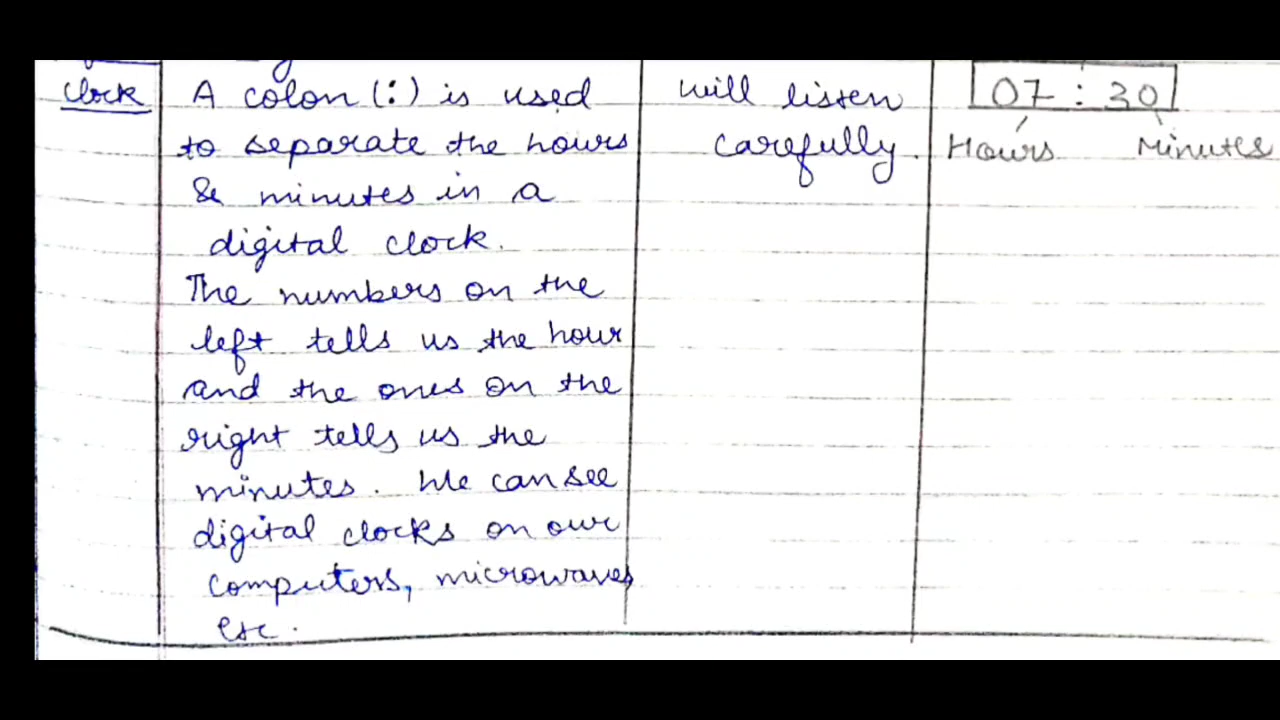 clock
A colon (:) is used
to separate the hours
& minutes in a
digital clock.
The numbers on the
left tells us the hour
and the ones on the
right tells us the
minutes. We can see
digital clocks on our
computers, microwaves
etc.
will listen
carefully.
07 : 30
Hours Minutes